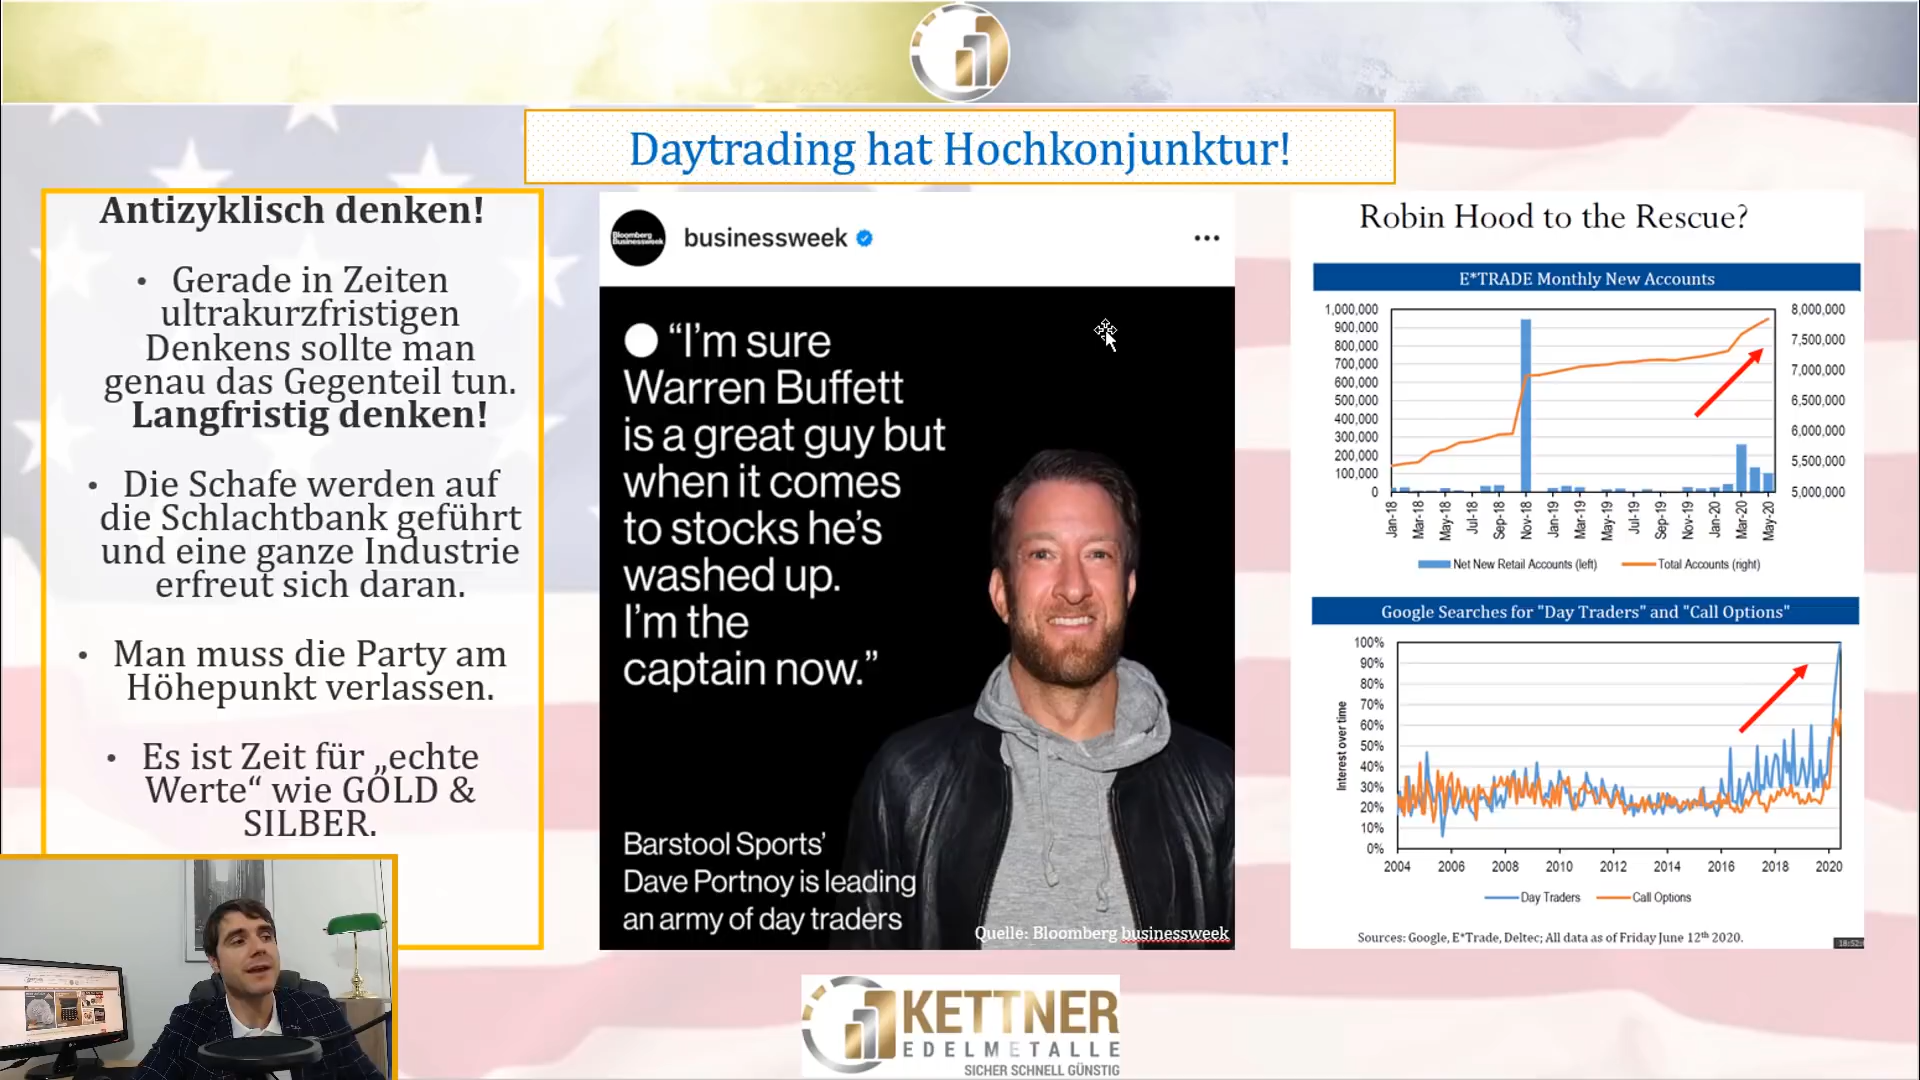 Daytrading hat Hochkonjunktur!
Antizyklisch denken!
• Gerade in Zeiten
ultrakurzfristigen
Denkens sollte man
genau das Gegenteil tun.
Langfristig denken!
• Die Schafe werden auf
die Schlachtbank geführt
und eine ganze Industrie
erfreut sich daran.
• Man muss die Party am
Höhepunkt verlassen.
• Es ist Zeit für „echte
Werte“ wie GOLD &
SILBER.
Bloomberg
Businessweek
businessweek
“I'm sure
Warren Buffett
is a great guy but
when it comes
to stocks he's
washed up.
I'm the
captain now.”
Barstool Sports'
Dave Portnoy is leading
an army of day traders
Quelle: Bloomberg businessweek
Robin Hood to the Rescue?
E*TRADE Monthly New Accounts
1,000,000
900,000
800,000
700,000
600,000
500,000
400,000
300,000
200,000
100,000
0
8,000,000
7,500,000
7,000,000
6,500,000
6,000,000
5,500,000
5,000,000
Jan-18 Mar-18 May-18 Jul-18 Sep-18 Nov-18 Jan-19 Mar-19 May-19 Jul-19 Sep-19 Nov-19 Jan-20 Mar-20 May-20
Net New Retail Accounts (left) Total Accounts (right)
Google Searches for "Day Traders" and "Call Options"
Interest over time
100%
90%
80%
70%
60%
50%
40%
30%
20%
10%
0%
2004 2006 2008 2010 2012 2014 2016 2018 2020
Day Traders Call Options
Sources: Google, E*Trade, Deltec; All data as of Friday June 12th 2020.
KETTNER
EDELMETALLE
SICHER SCHNELL GÜNSTIG